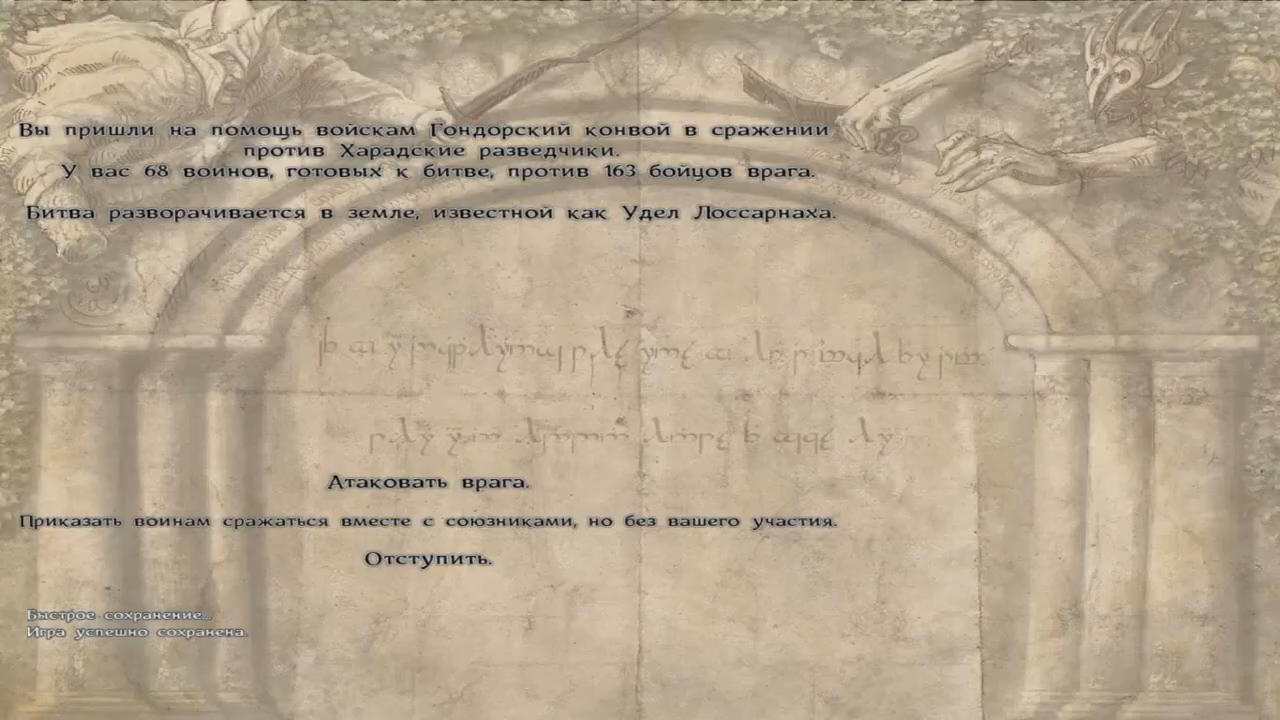 Вы пришли на помощь войскам Гондорский конвой в сражении
против Харадские разведчики.
У вас 68 воинов, готовых к битве, против 163 бойцов врага.
Битва разворачивается в земле, известной как Удел Лоссарнаха.
Атаковать врага.
Приказать воинам сражаться вместе с союзниками, но без вашего участия.
Отступить.
Быстрое сохранение...
Игра успешно сохранена.